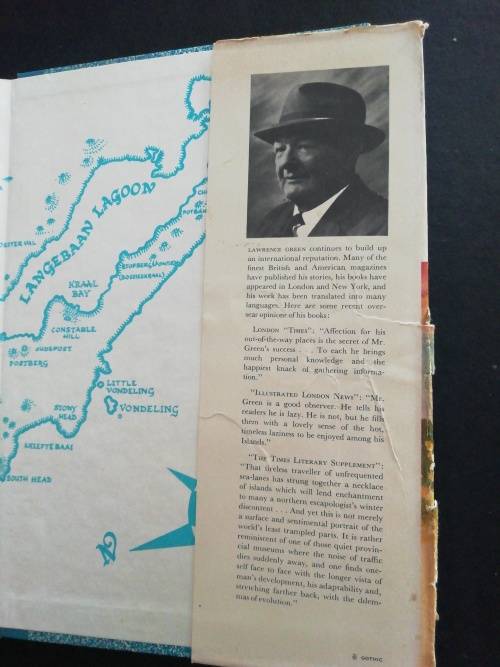 LANGEBAAN LAGOON
KRAAL
BAY
CONSTABLE
HILL
OUDEPOST
POSTBERG
LITTLE
VONDELING
VONDELING
STONY
HEAD
SKLEPTE BAAI
SOUTH HEAD
N
LAWRENCE GREEN continues to build up
an international reputation. Many of the
finest British and American magazines
have published his stories, his books have
appeared in London and New York, and
his work has been translated into many
languages. Here are some recent over-
sear opinions of his books:
LONDON "TIMES": "Affection for his
out-of-the-way places is the secret of Mr.
Green's success . . . To each he brings
much personal knowledge and the
happiest knack of gathering informa-
tion."
"ILLUSTRATED LONDON NEWS": "Mr.
Green is a good observer. He tells his
readers he is lazy. He is not, but he fills
them with a lovely sense of the hot,
timeless laziness to be enjoyed among his
Islands."
"THE TIMES LITERARY SUPPLEMENT":
"That tireless traveller of unfrequented
sea-lanes has strung together a necklace
of islands which will lend enchantment
to many a northern escapologist's winter
discontent . . . And yet this is not merely
a surface and sentimental portrait of the
world's least trampled parts. It is rather
reminiscent of one of those quiet provin-
cial museums where the noise of traffic
dies suddenly away, and one finds one-
self face to face with the longer vista of
man's development, his adaptability and,
stretching farther back, with the dilem-
mas of evolution."
GOTHIC